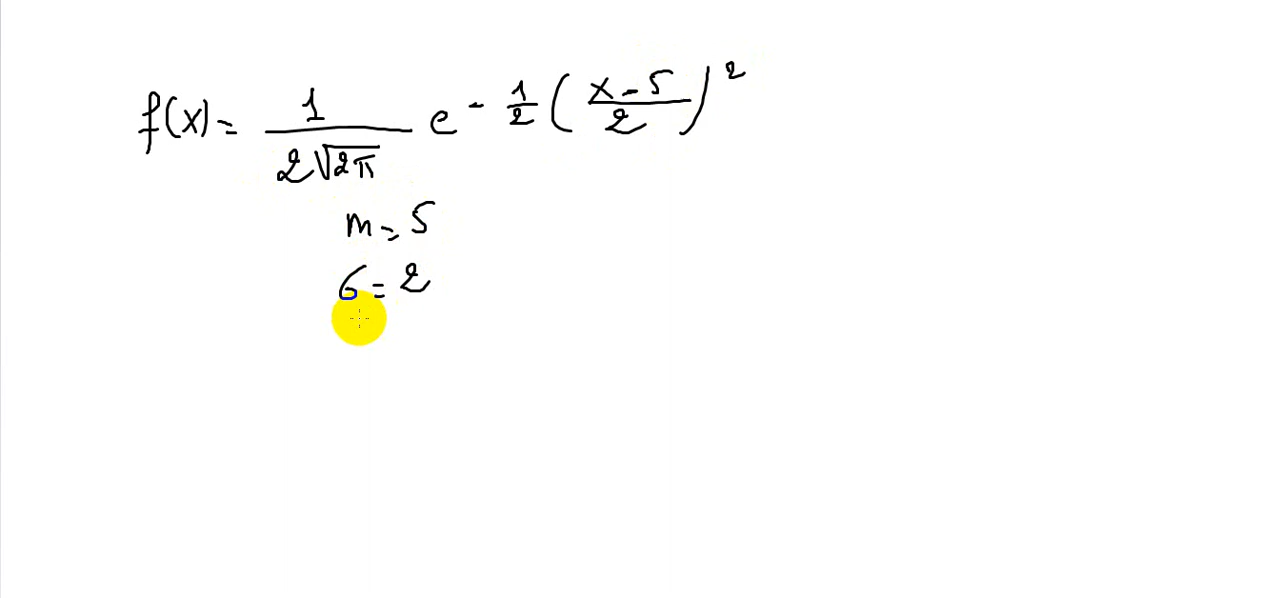 f(x) = 1 / (2√2π) e^(- 1/2 ((x - 5) / 2)^2)
m = 5
σ = 2